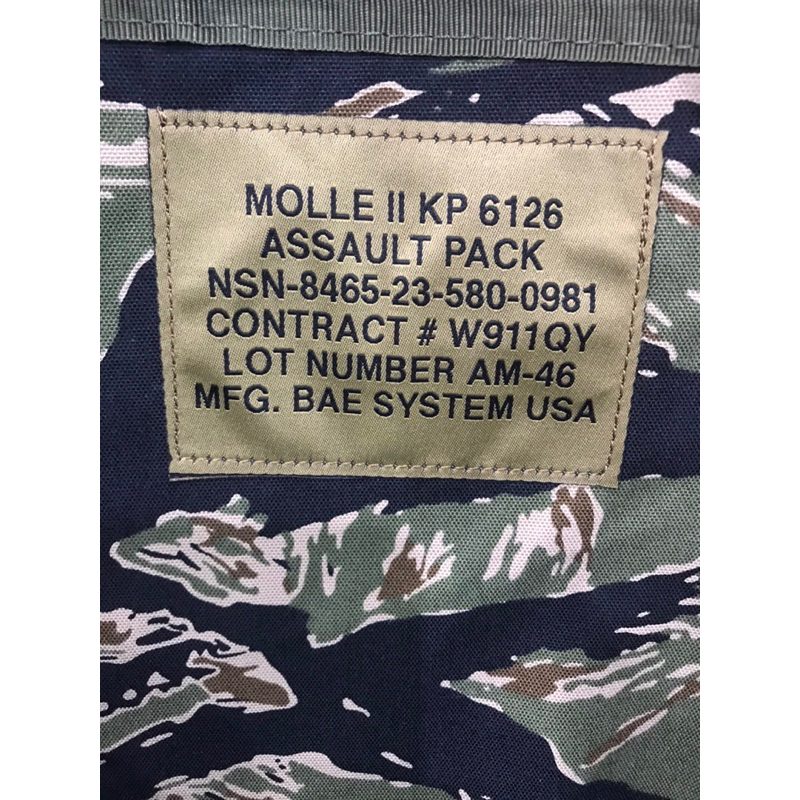 MOLLE II KP 6126
ASSAULT PACK
NSN-8465-23-580-0981
CONTRACT # W911QY
LOT NUMBER AM-46
MFG. BAE SYSTEM USA